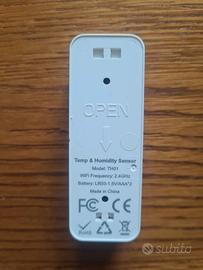 OPEN
Temp & Humidity Sensor
Model: TH01
WiFi Frequency: 2.4GHz
Battery: LR03-1.5V/AAA*2
Made in China
CE FC
subito